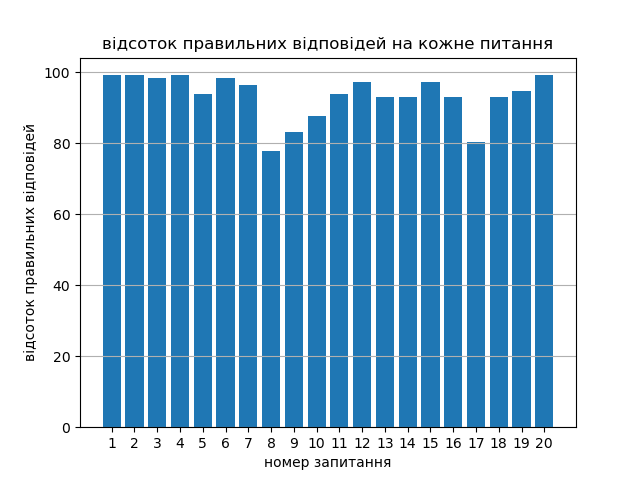 відсоток правильних відповідей на кожне питання
відсоток правильних відповідей
100
80
60
40
20
0
1 2 3 4 5 6 7 8 9 10 11 12 13 14 15 16 17 18 19 20
номер запитання